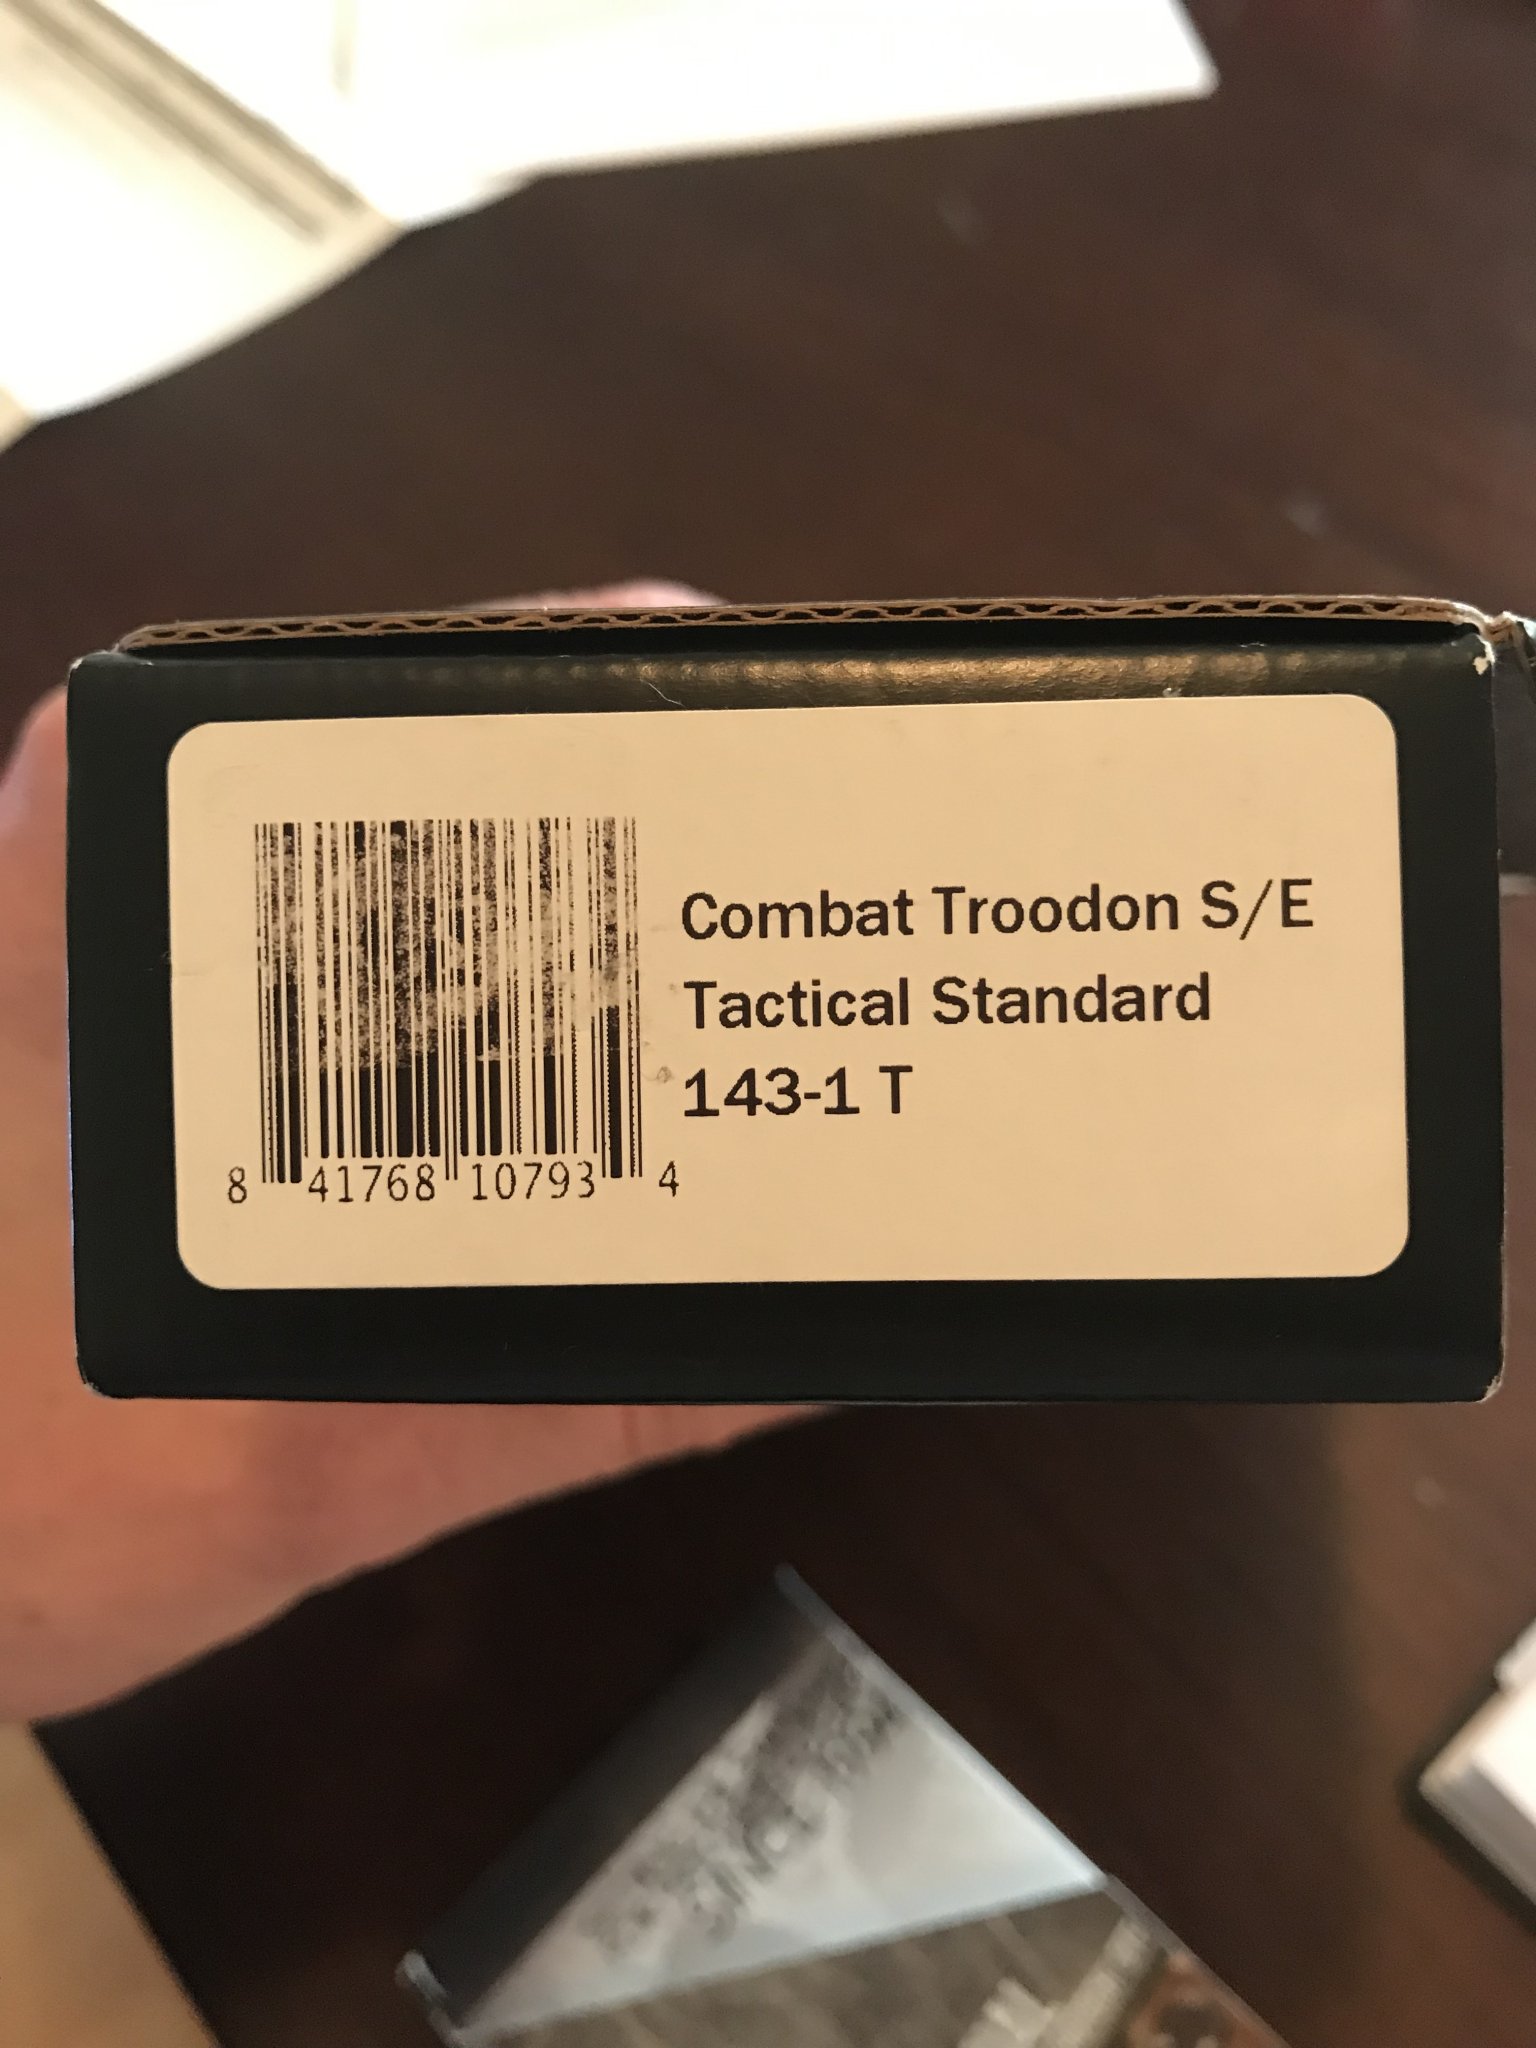 Combat Troodon S/E
Tactical Standard
143-1 T
8 41768 10793 4